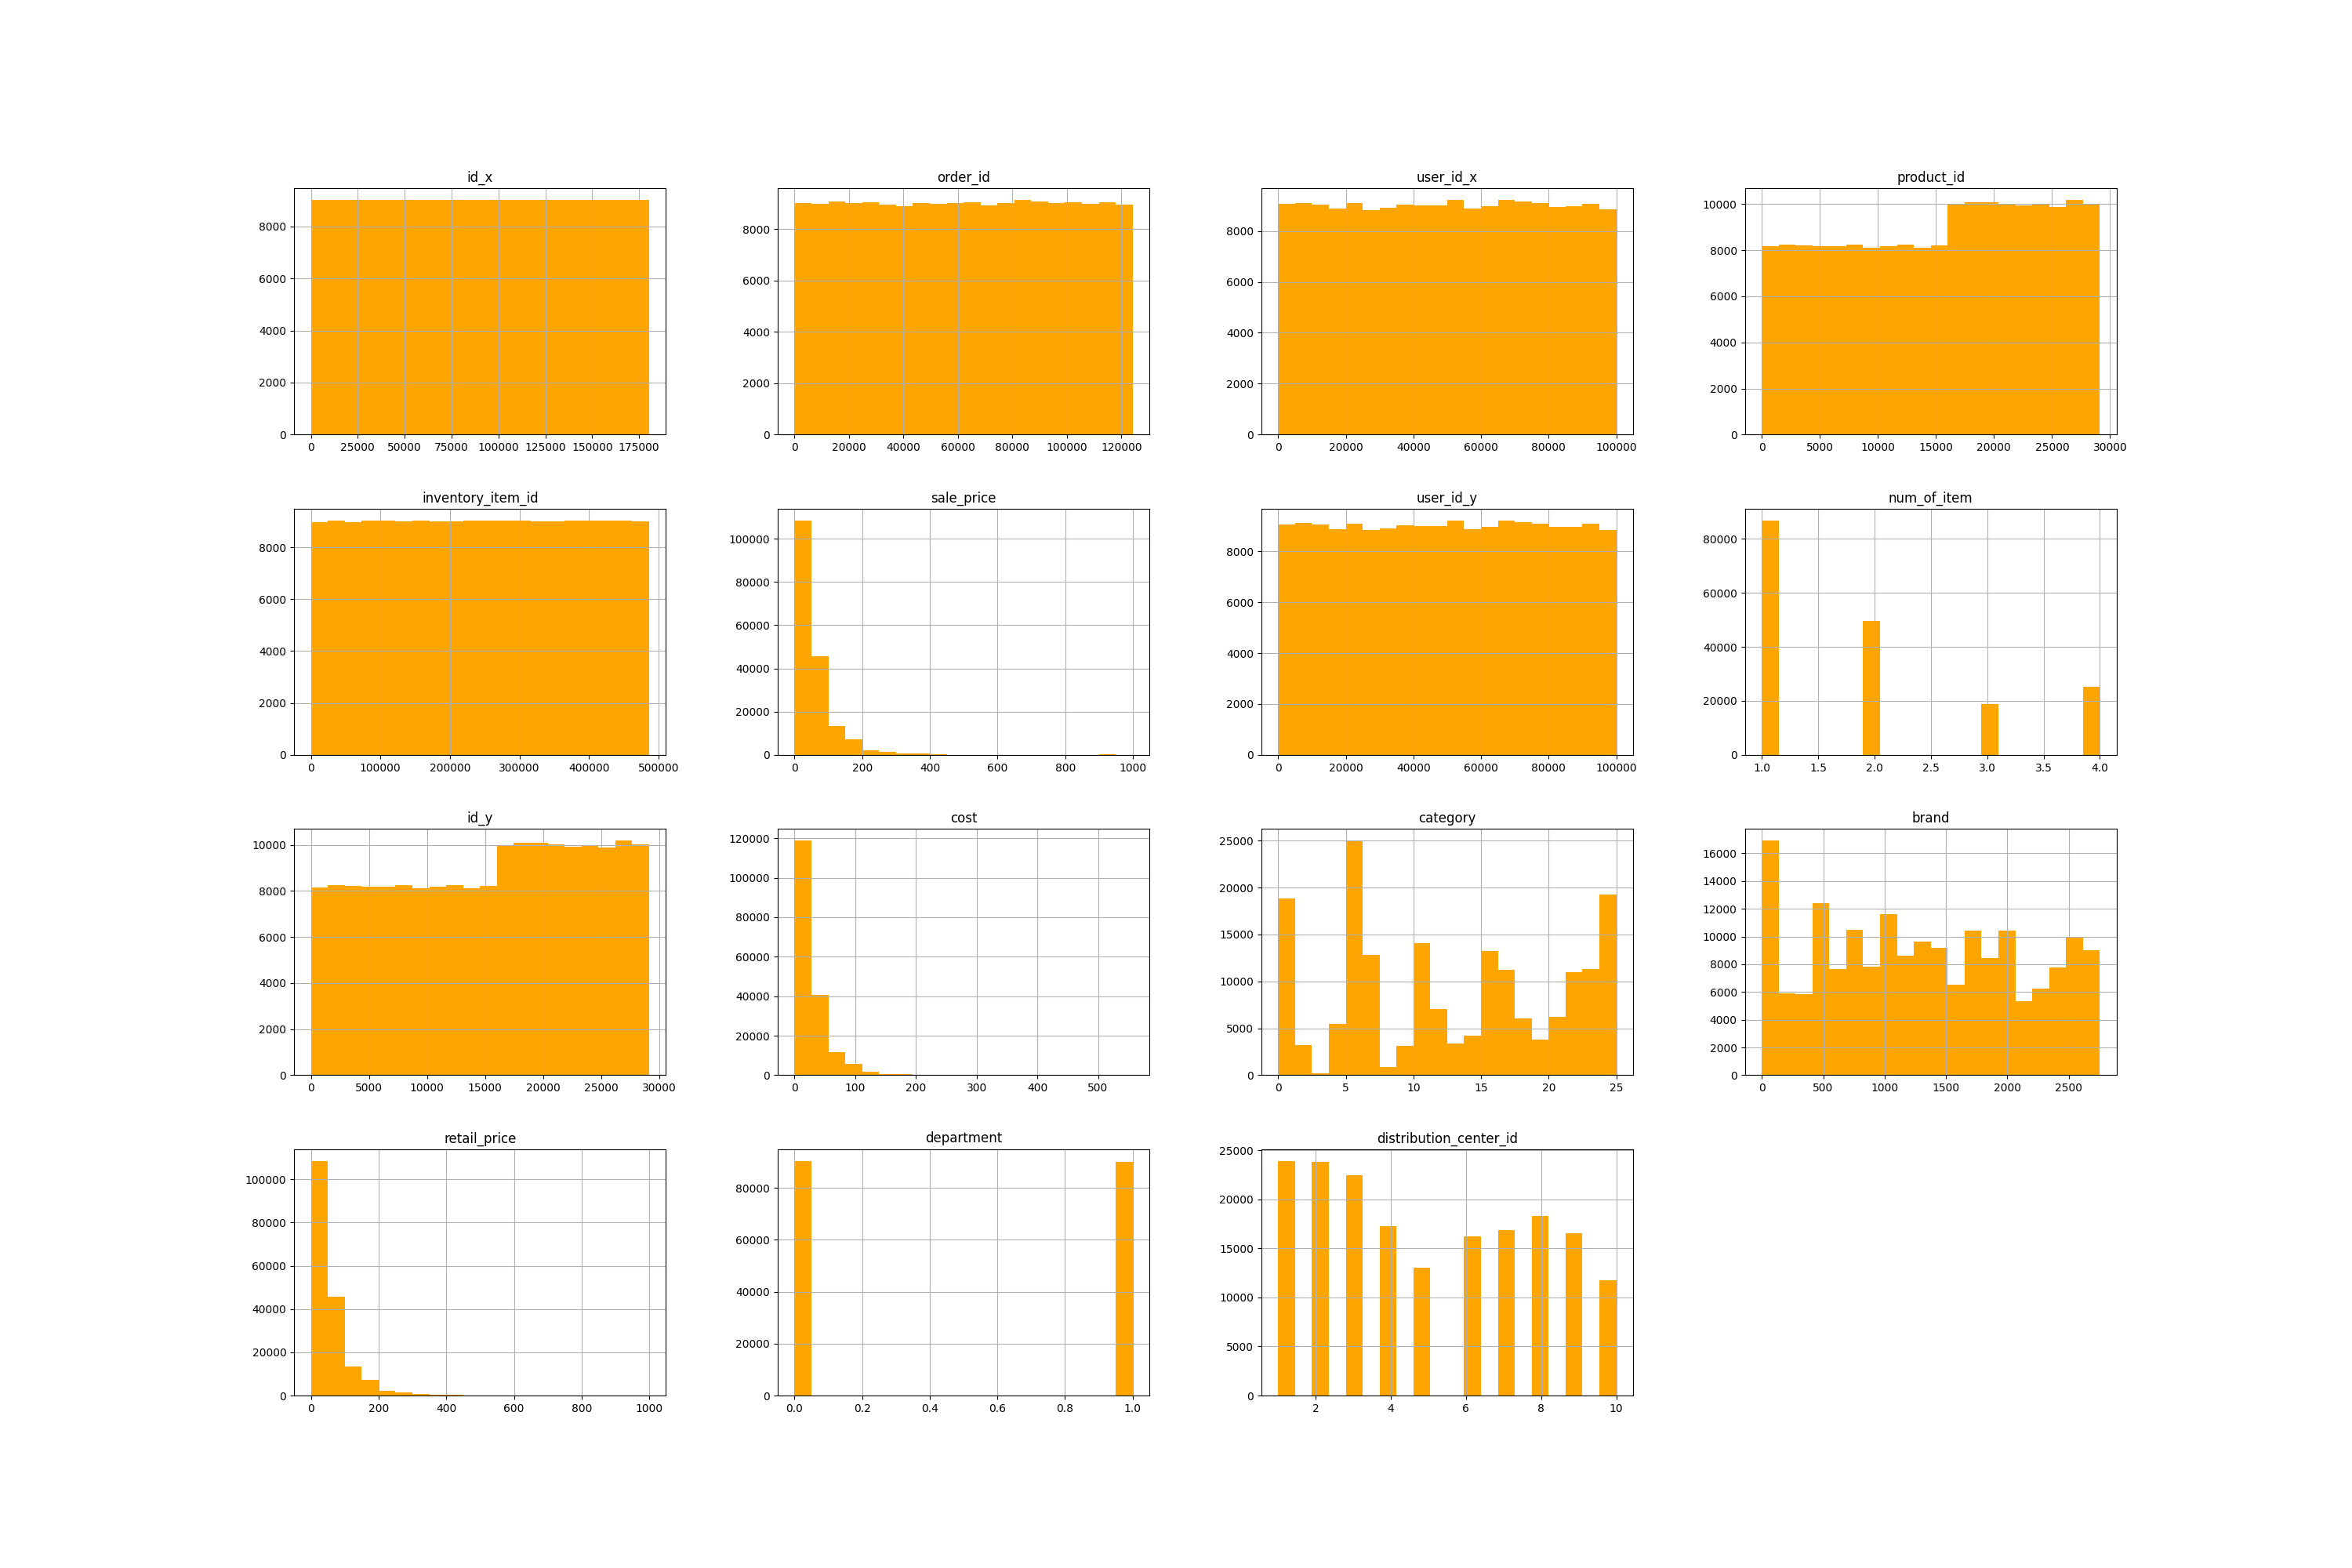 id_x
8000
6000
4000
2000
0
0 25000 50000 75000 100000 125000 150000 175000
order_id
8000
6000
4000
2000
0
0 20000 40000 60000 80000 100000 120000
user_id_x
8000
6000
4000
2000
0
0 20000 40000 60000 80000 100000
product_id
10000
8000
6000
4000
2000
0
0 5000 10000 15000 20000 25000 30000
inventory_item_id
8000
6000
4000
2000
0
0 100000 200000 300000 400000 500000
sale_price
100000
80000
60000
40000
20000
0
0 200 400 600 800 1000
user_id_y
8000
6000
4000
2000
0
0 20000 40000 60000 80000 100000
num_of_item
80000
60000
40000
20000
0
1.0 1.5 2.0 2.5 3.0 3.5 4.0
id_y
10000
8000
6000
4000
2000
0
0 5000 10000 15000 20000 25000 30000
cost
120000
100000
80000
60000
40000
20000
0
0 100 200 300 400 500
category
25000
20000
15000
10000
5000
0
0 5 10 15 20 25
brand
16000
14000
12000
10000
8000
6000
4000
2000
0
0 500 1000 1500 2000 2500
retail_price
100000
80000
60000
40000
20000
0
0 200 400 600 800 1000
department
80000
60000
40000
20000
0
0.0 0.2 0.4 0.6 0.8 1.0
distribution_center_id
25000
20000
15000
10000
5000
0
2 4 6 8 10